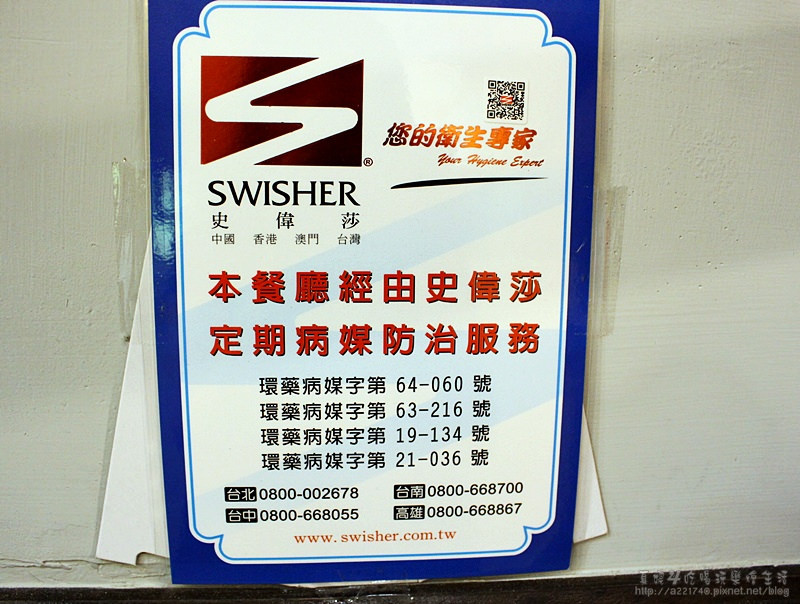 您的衛生專家
Your Hygiene Expert
®
SWISHER
史偉莎
中國 香港 澳門 台灣
本餐廳經由史偉莎
定期病媒防治服務
環藥病媒字第 64-060 號
環藥病媒字第 63-216 號
環藥病媒字第 19-134 號
環藥病媒字第 21-036 號
台北 0800-002678 台南 0800-668700
台中 0800-668055 高雄 0800-668867
www.swisher.com.tw
http://a221740.pixnet.net/blog